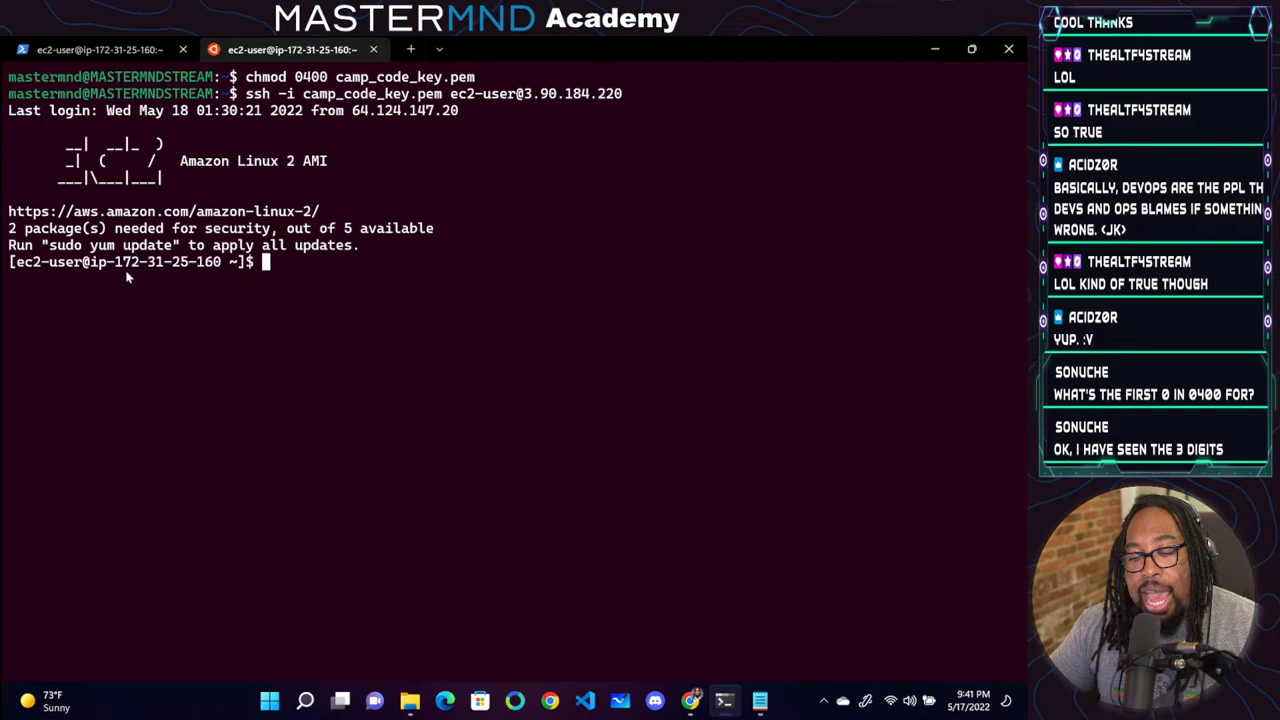 MASTERMND Academy
ec2-user@ip-172-31-25-160:~
ec2-user@ip-172-31-25-160:~
mastermnd@MASTERMNDSTREAM:~$ chmod 0400 camp_code_key.pem
mastermnd@MASTERMNDSTREAM:~$ ssh -i camp_code_key.pem ec2-user@3.90.184.220
Last login: Wed May 18 01:30:21 2022 from 64.124.147.20
__|  __|_  )
_|  (     /   Amazon Linux 2 AMI
___|\___|___|
https://aws.amazon.com/amazon-linux-2/
2 package(s) needed for security, out of 5 available
Run "sudo yum update" to apply all updates.
[ec2-user@ip-172-31-25-160 ~]$
COOL THANKS
THEALTF4STREAM
LOL
THEALTF4STREAM
SO TRUE
ACIDZ0R
BASICALLY, DEVOPS ARE THE PPL TH
DEVS AND OPS BLAMES IF SOMETHIN
WRONG. <JK>
THEALTF4STREAM
LOL KIND OF TRUE THOUGH
ACIDZ0R
YUP. :V
SONUCHE
WHAT'S THE FIRST 0 IN 0400 FOR?
SONUCHE
OK, I HAVE SEEN THE 3 DIGITS
73°F
Sunny
9:41 PM
5/17/2022